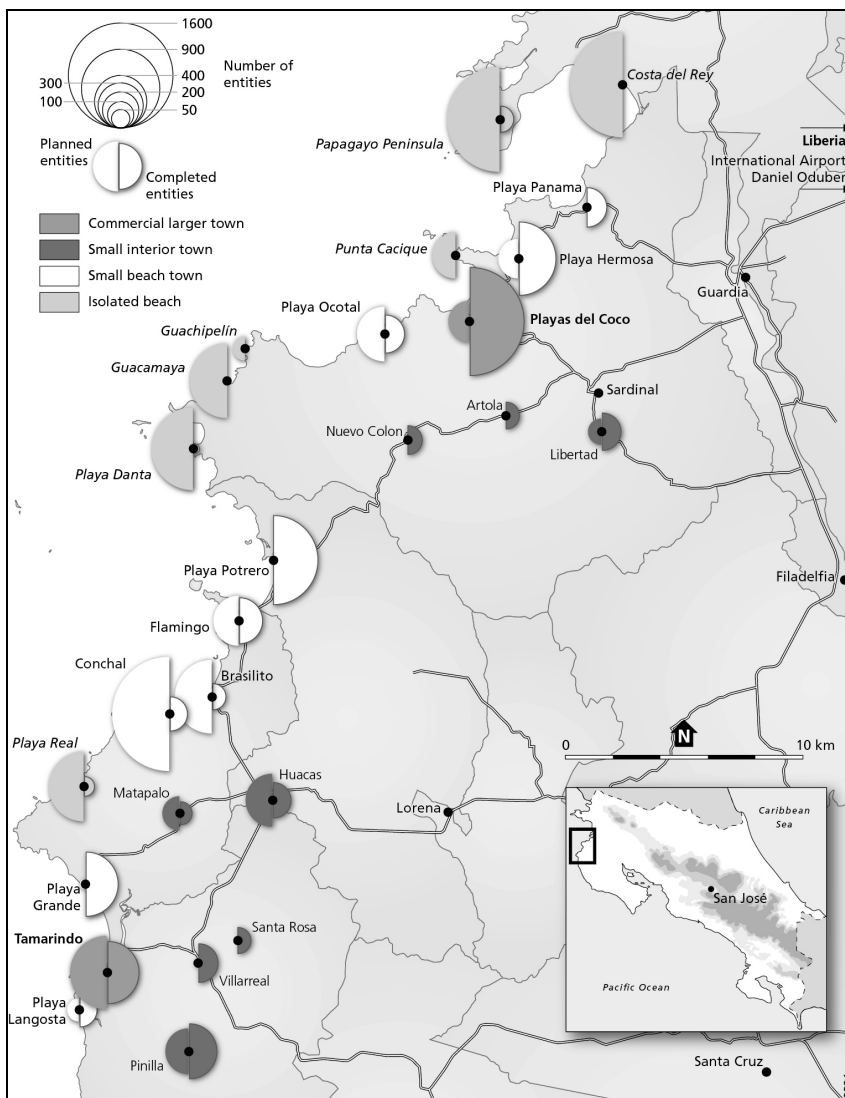 1600
900
400
300
200
100
50
Number of
entities
Planned
entities
Completed
entities
Commercial larger town
Small interior town
Small beach town
Isolated beach
Costa del Rey
Papagayo Peninsula
Liberia
International Airport
Daniel Oduber
Playa Panama
Punta Cacique
Playa Hermosa
Guardia
Playa Ocotal
Playas del Coco
Guachipelín
Guacamaya
Sardinal
Artola
Nuevo Colon
Libertad
Playa Danta
Playa Potrero
Filadelfia
Flamingo
Conchal
Brasilito
Playa Real
N
0
10 km
Huacas
Matapalo
Lorena
Caribbean
Sea
San José
Pacific Ocean
Playa
Grande
Santa Rosa
Tamarindo
Villarreal
Playa
Langosta
Pinilla
Santa Cruz